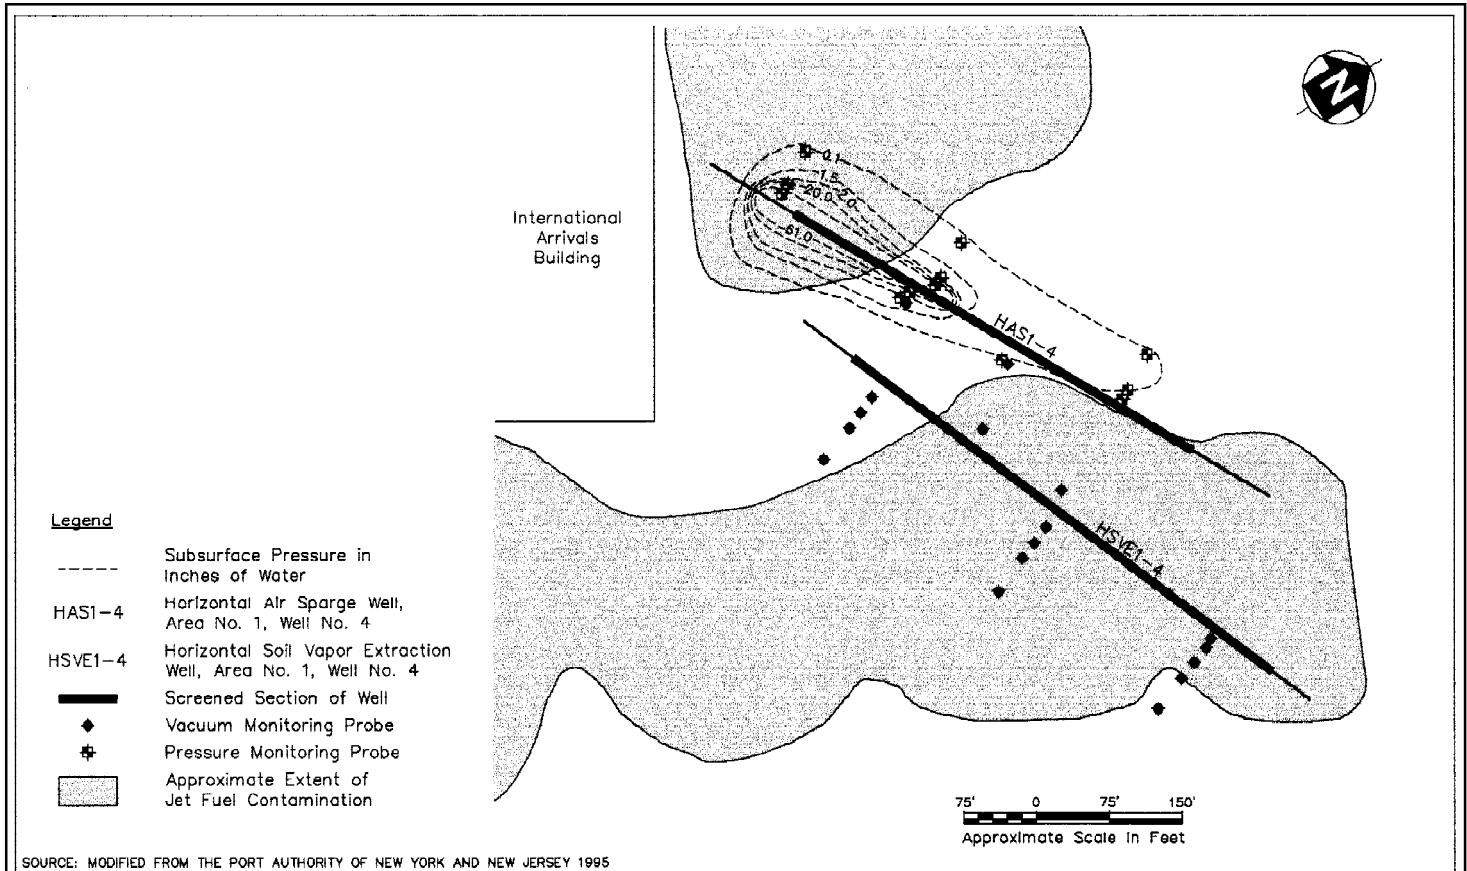 N
0.1
1.5
2.0
20.0
61.0
International
Arrivals
Building
HAS1-4
HSVE1-4
Legend
Subsurface Pressure in
Inches of Water
HAS1-4
Horizontal Air Sparge Well,
Area No. 1, Well No. 4
HSVE1-4
Horizontal Soil Vapor Extraction
Well, Area No. 1, Well No. 4
Screened Section of Well
Vacuum Monitoring Probe
Pressure Monitoring Probe
Approximate Extent of
Jet Fuel Contamination
75' 0 75' 150'
Approximate Scale in Feet
SOURCE: MODIFIED FROM THE PORT AUTHORITY OF NEW YORK AND NEW JERSEY 1995